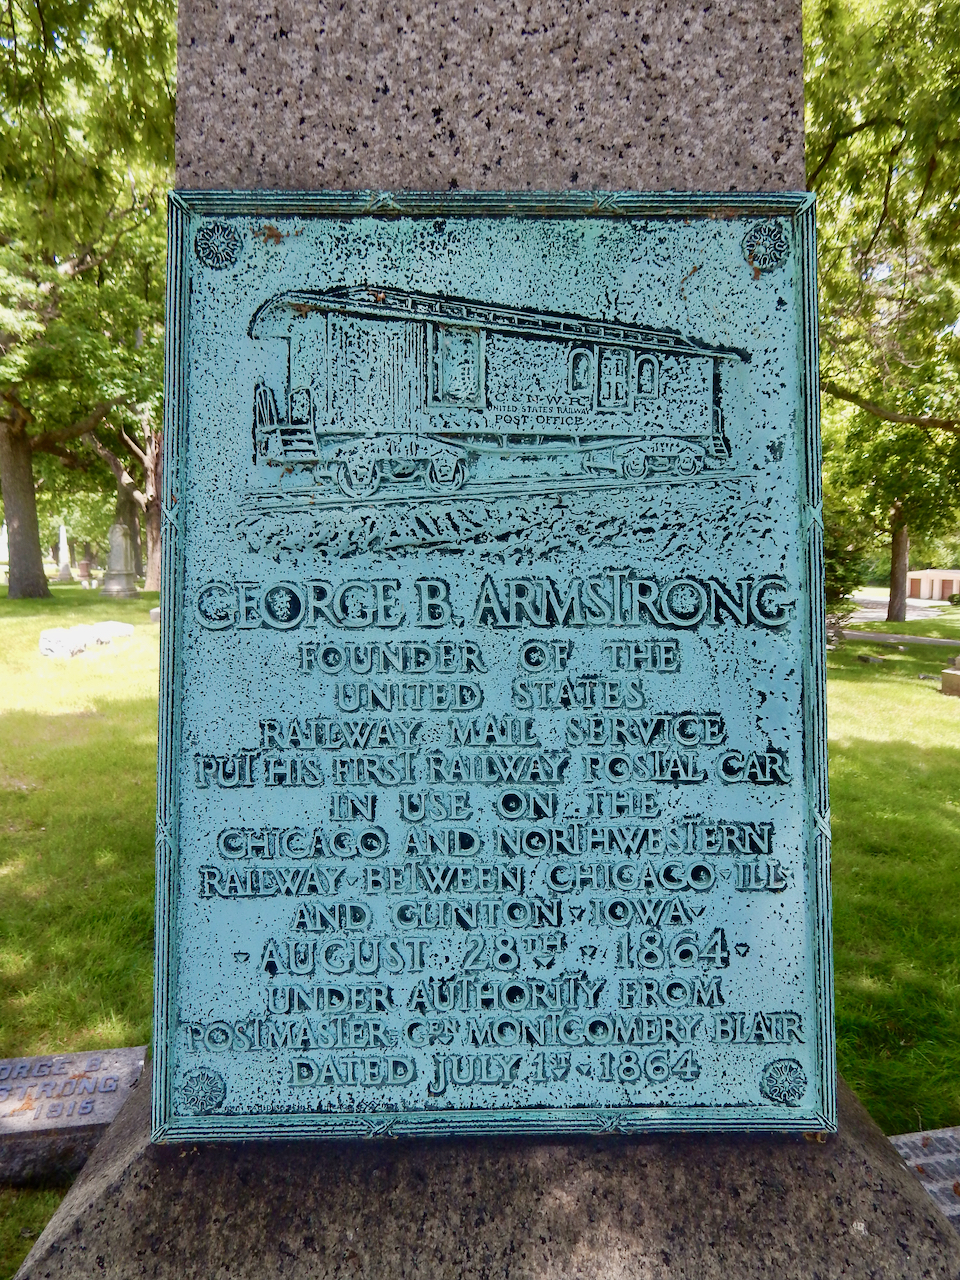 C & N-W. R.
UNITED STATES RAILWAY
POST OFFICE
GEORGE B. ARMSTRONG
FOUNDER OF THE
UNITED STATES
RAILWAY MAIL SERVICE
PUT HIS FIRST RAILWAY POSTAL CAR
IN USE ON THE
CHICAGO AND NORTHWESTERN
RAILWAY · BETWEEN CHICAGO · ILL
AND CLINTON · IOWA
· AUGUST 28TH · 1864 ·
UNDER AUTHORITY FROM
POSTMASTER GEN MONTGOMERY BLAIR
DATED JULY 1ST · 1864
ORGE B.
STRONG
1915